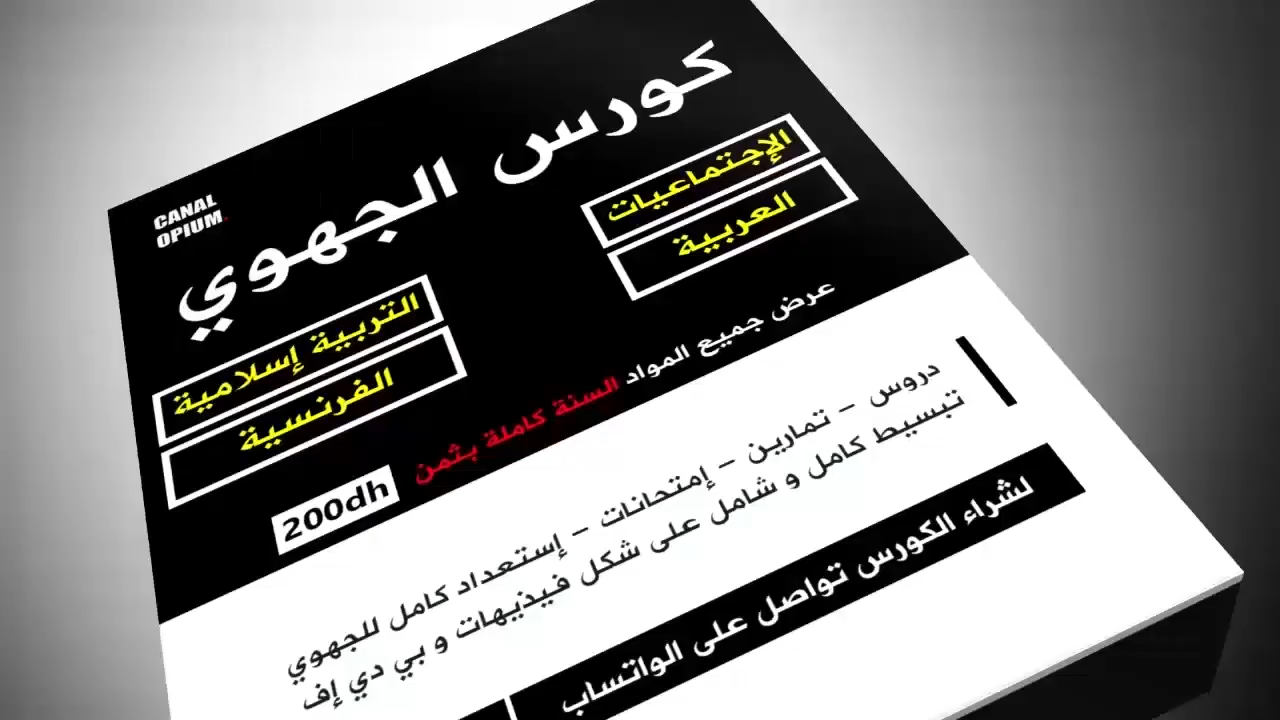 CANAL
OPIUM.
كورس الجهوي
الإجتماعيات
العربية
التربية إسلامية
الفرنسية
عرض جميع المواد السنة كاملة بثمن 200dh
دروس - تمارين - إمتحانات - إستعداد كامل للجهوي
تبسيط كامل و شامل على شكل فيذيهات و بي دي إف
لشراء الكورس تواصل على الواتساب